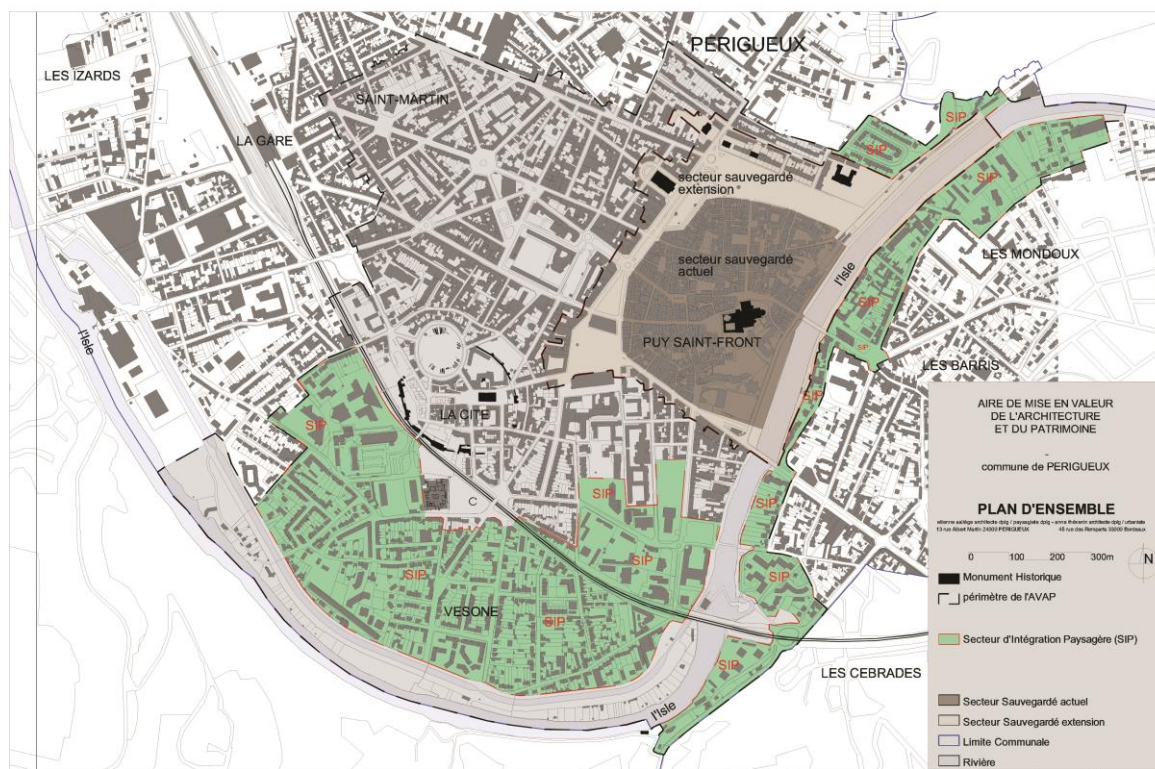 PERIGUEUX
LES IZARDS
SAINT-MARTIN
LA GARE
SIP
SIP
SIP
secteur sauvegardé
extension
secteur sauvegardé
actuel
l'Isle
LES MONDOUX
SIP
l'Isle
PUY SAINT-FRONT
SIP
LES BARRIS
SIP
LA CITE
SIP
SIP
C
SIP
SIP
SIP
SIP
VESONE
SIP
SIP
LES CEBRADES
l'Isle
AIRE DE MISE EN VALEUR
DE L'ARCHITECTURE
ET DU PATRIMOINE
-
commune de PERIGUEUX
PLAN D'ENSEMBLE
0 100 200 300m
N
Monument Historique
périmètre de l'AVAP
Secteur d'Intégration Paysagère (SIP)
Secteur Sauvegardé actuel
Secteur Sauvegardé extension
Limite Communale
Rivière